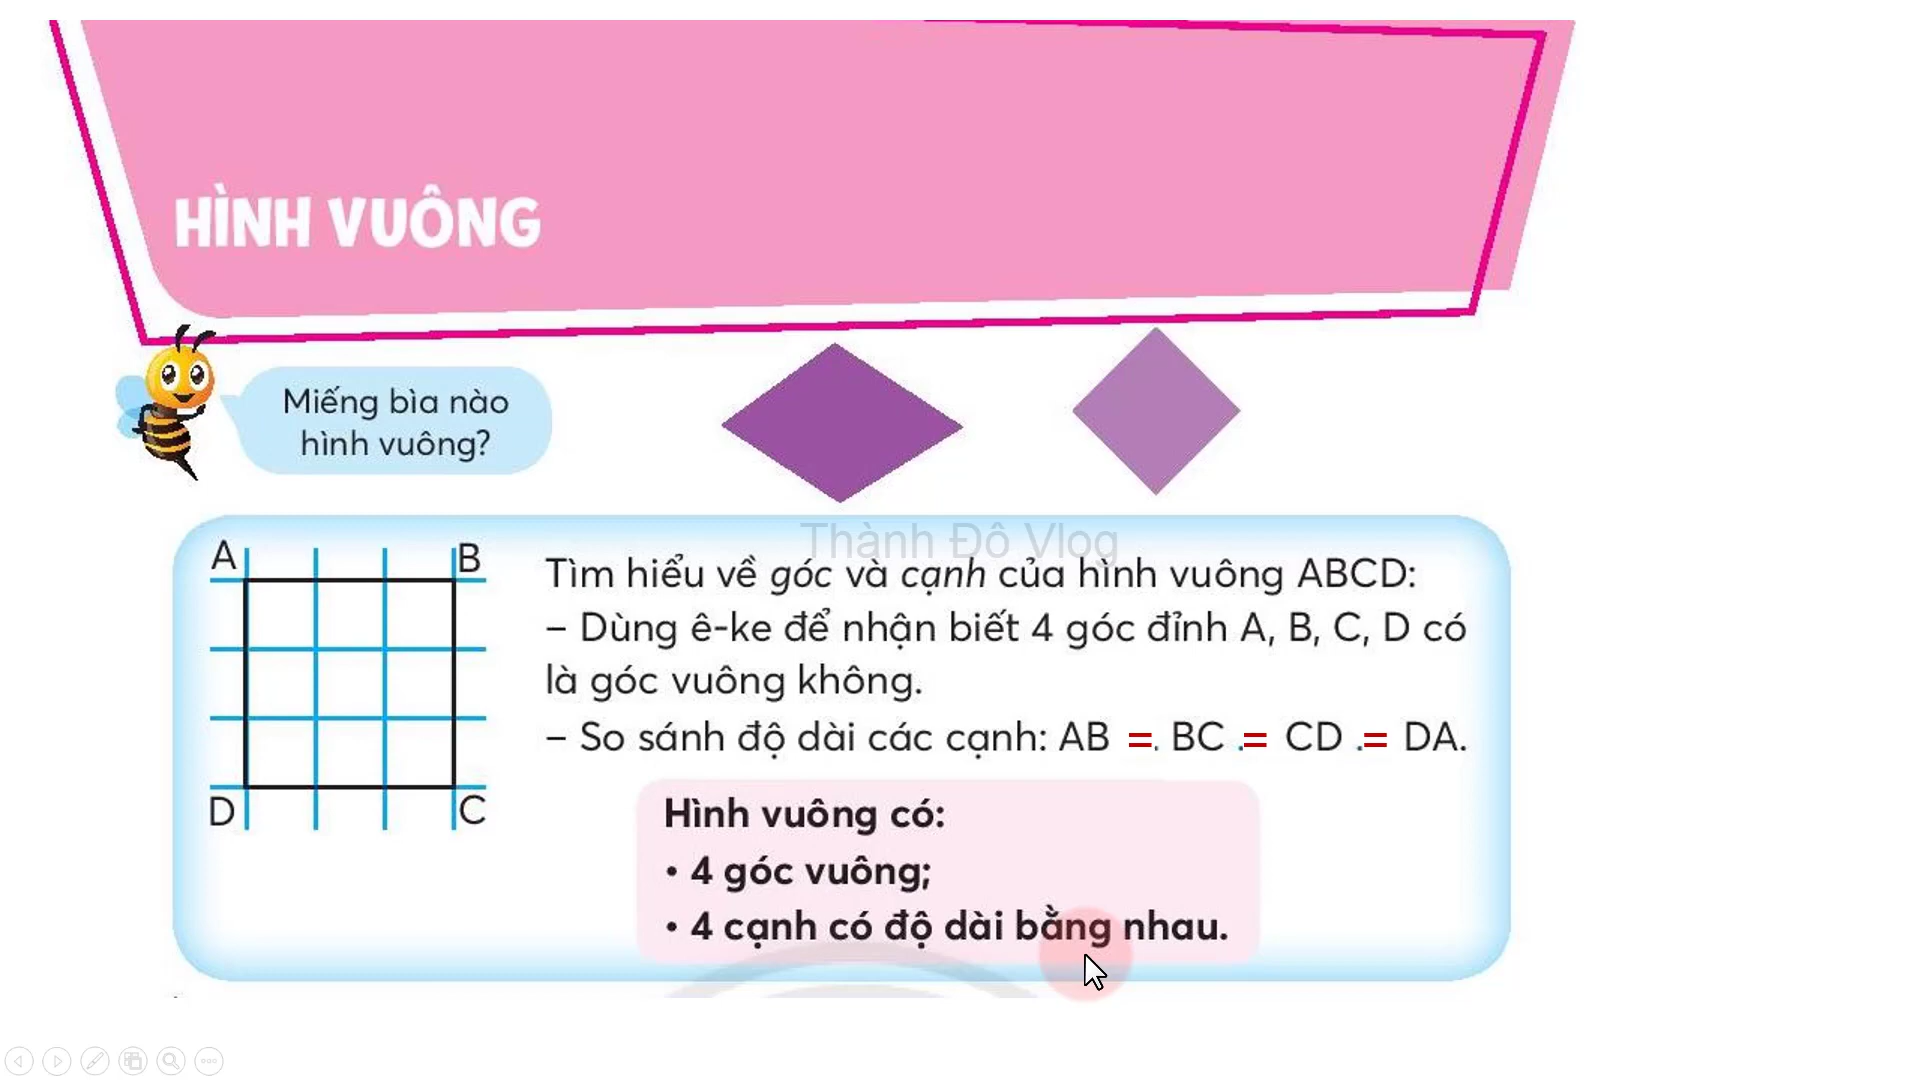 HÌNH VUÔNG
Miếng bìa nào
hình vuông?
Thành Đô Vlog
A
B
D
C
Tìm hiểu về góc và cạnh của hình vuông ABCD:
– Dùng ê-ke để nhận biết 4 góc đỉnh A, B, C, D có
là góc vuông không.
– So sánh độ dài các cạnh: AB =. BC .= CD .= DA.
Hình vuông có:
• 4 góc vuông;
• 4 cạnh có độ dài bằng nhau.